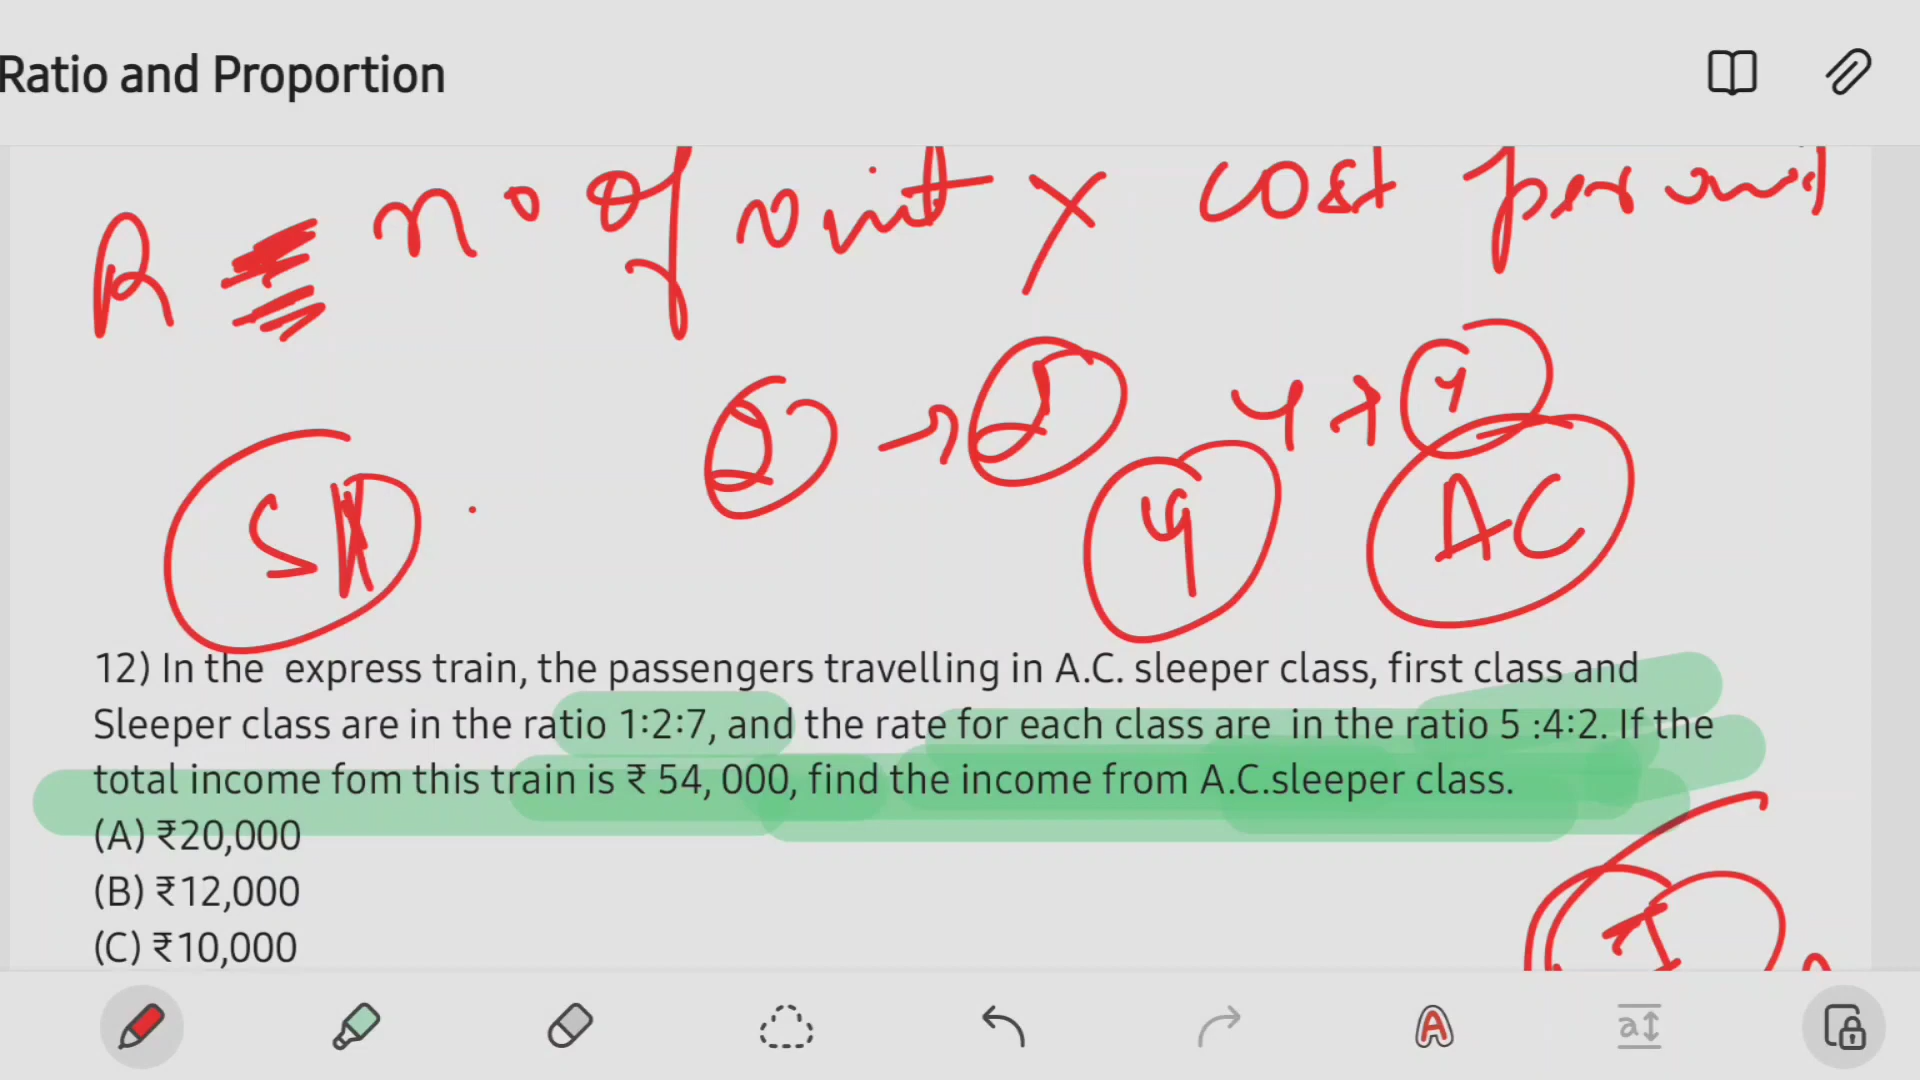 Ratio and Proportion
R = no of unit × cost per unit
2 → 5 4 → 4
4 AC
12) In the express train, the passengers travelling in A.C. sleeper class, first class and
Sleeper class are in the ratio 1:2:7, and the rate for each class are in the ratio 5 :4:2. If the
total income fom this train is ₹ 54, 000, find the income from A.C.sleeper class.
(A) ₹20,000
(B) ₹12,000
(C) ₹10,000
A a